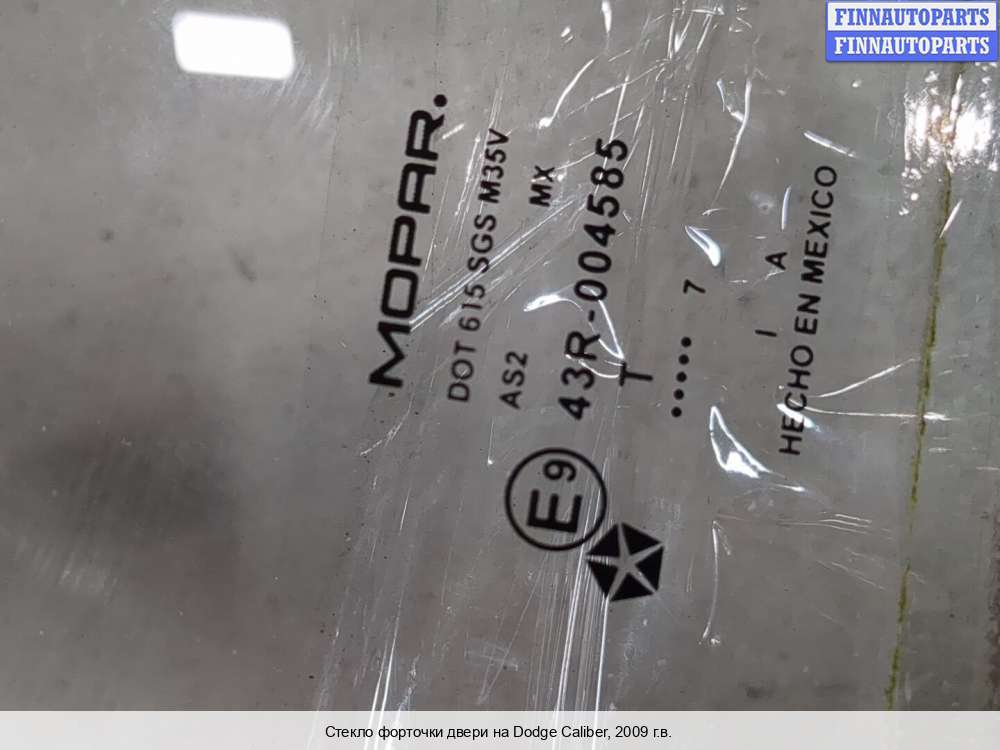 FINNAUTOPARTS
FINNAUTOPARTS
MOPAR.
DOT 615 SGS M35V
AS2 MX
E9 43R-004585
T
..... 7
I A
HECHO EN MEXICO
Стекло форточки двери на Dodge Caliber, 2009 г.в.